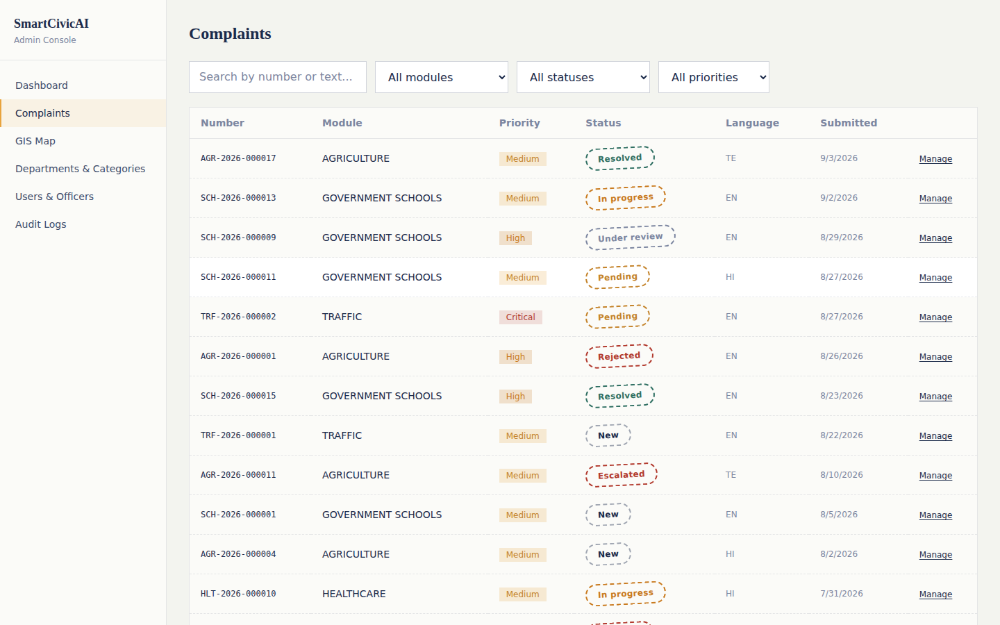 SmartCivicAI
Admin Console
Dashboard
Complaints
GIS Map
Departments & Categories
Users & Officers
Audit Logs
Complaints
Search by number or text...
All modules
All statuses
All priorities
Number Module Priority Status Language Submitted
AGR-2026-000017 AGRICULTURE Medium Resolved TE 9/3/2026 Manage
SCH-2026-000013 GOVERNMENT SCHOOLS Medium In progress EN 9/2/2026 Manage
SCH-2026-000009 GOVERNMENT SCHOOLS High Under review EN 8/29/2026 Manage
SCH-2026-000011 GOVERNMENT SCHOOLS Medium Pending HI 8/27/2026 Manage
TRF-2026-000002 TRAFFIC Critical Pending EN 8/27/2026 Manage
AGR-2026-000001 AGRICULTURE High Rejected EN 8/26/2026 Manage
SCH-2026-000015 GOVERNMENT SCHOOLS High Resolved EN 8/23/2026 Manage
TRF-2026-000001 TRAFFIC Medium New EN 8/22/2026 Manage
AGR-2026-000011 AGRICULTURE Medium Escalated TE 8/10/2026 Manage
SCH-2026-000001 GOVERNMENT SCHOOLS Medium New EN 8/5/2026 Manage
AGR-2026-000004 AGRICULTURE Medium New HI 8/2/2026 Manage
HLT-2026-000010 HEALTHCARE Medium In progress HI 7/31/2026 Manage